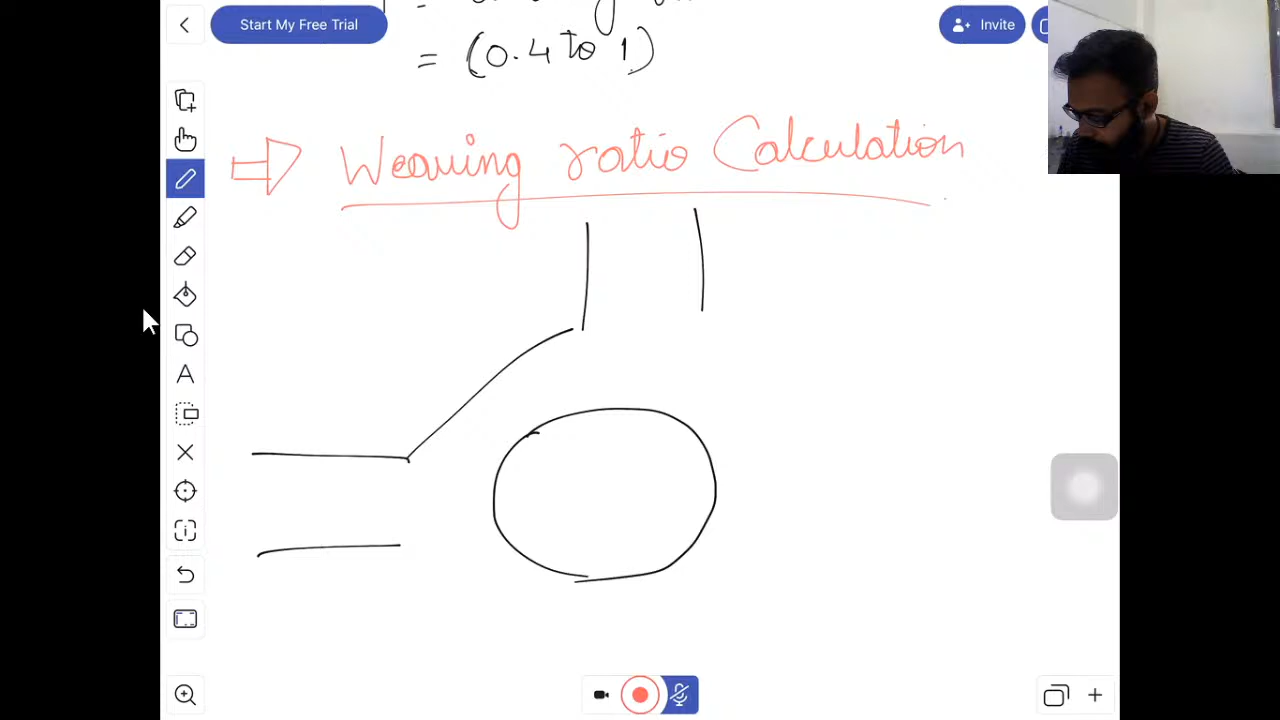 Start My Free Trial
Invite
= (0.4 to 1)
Weaving ratio Calculation
A